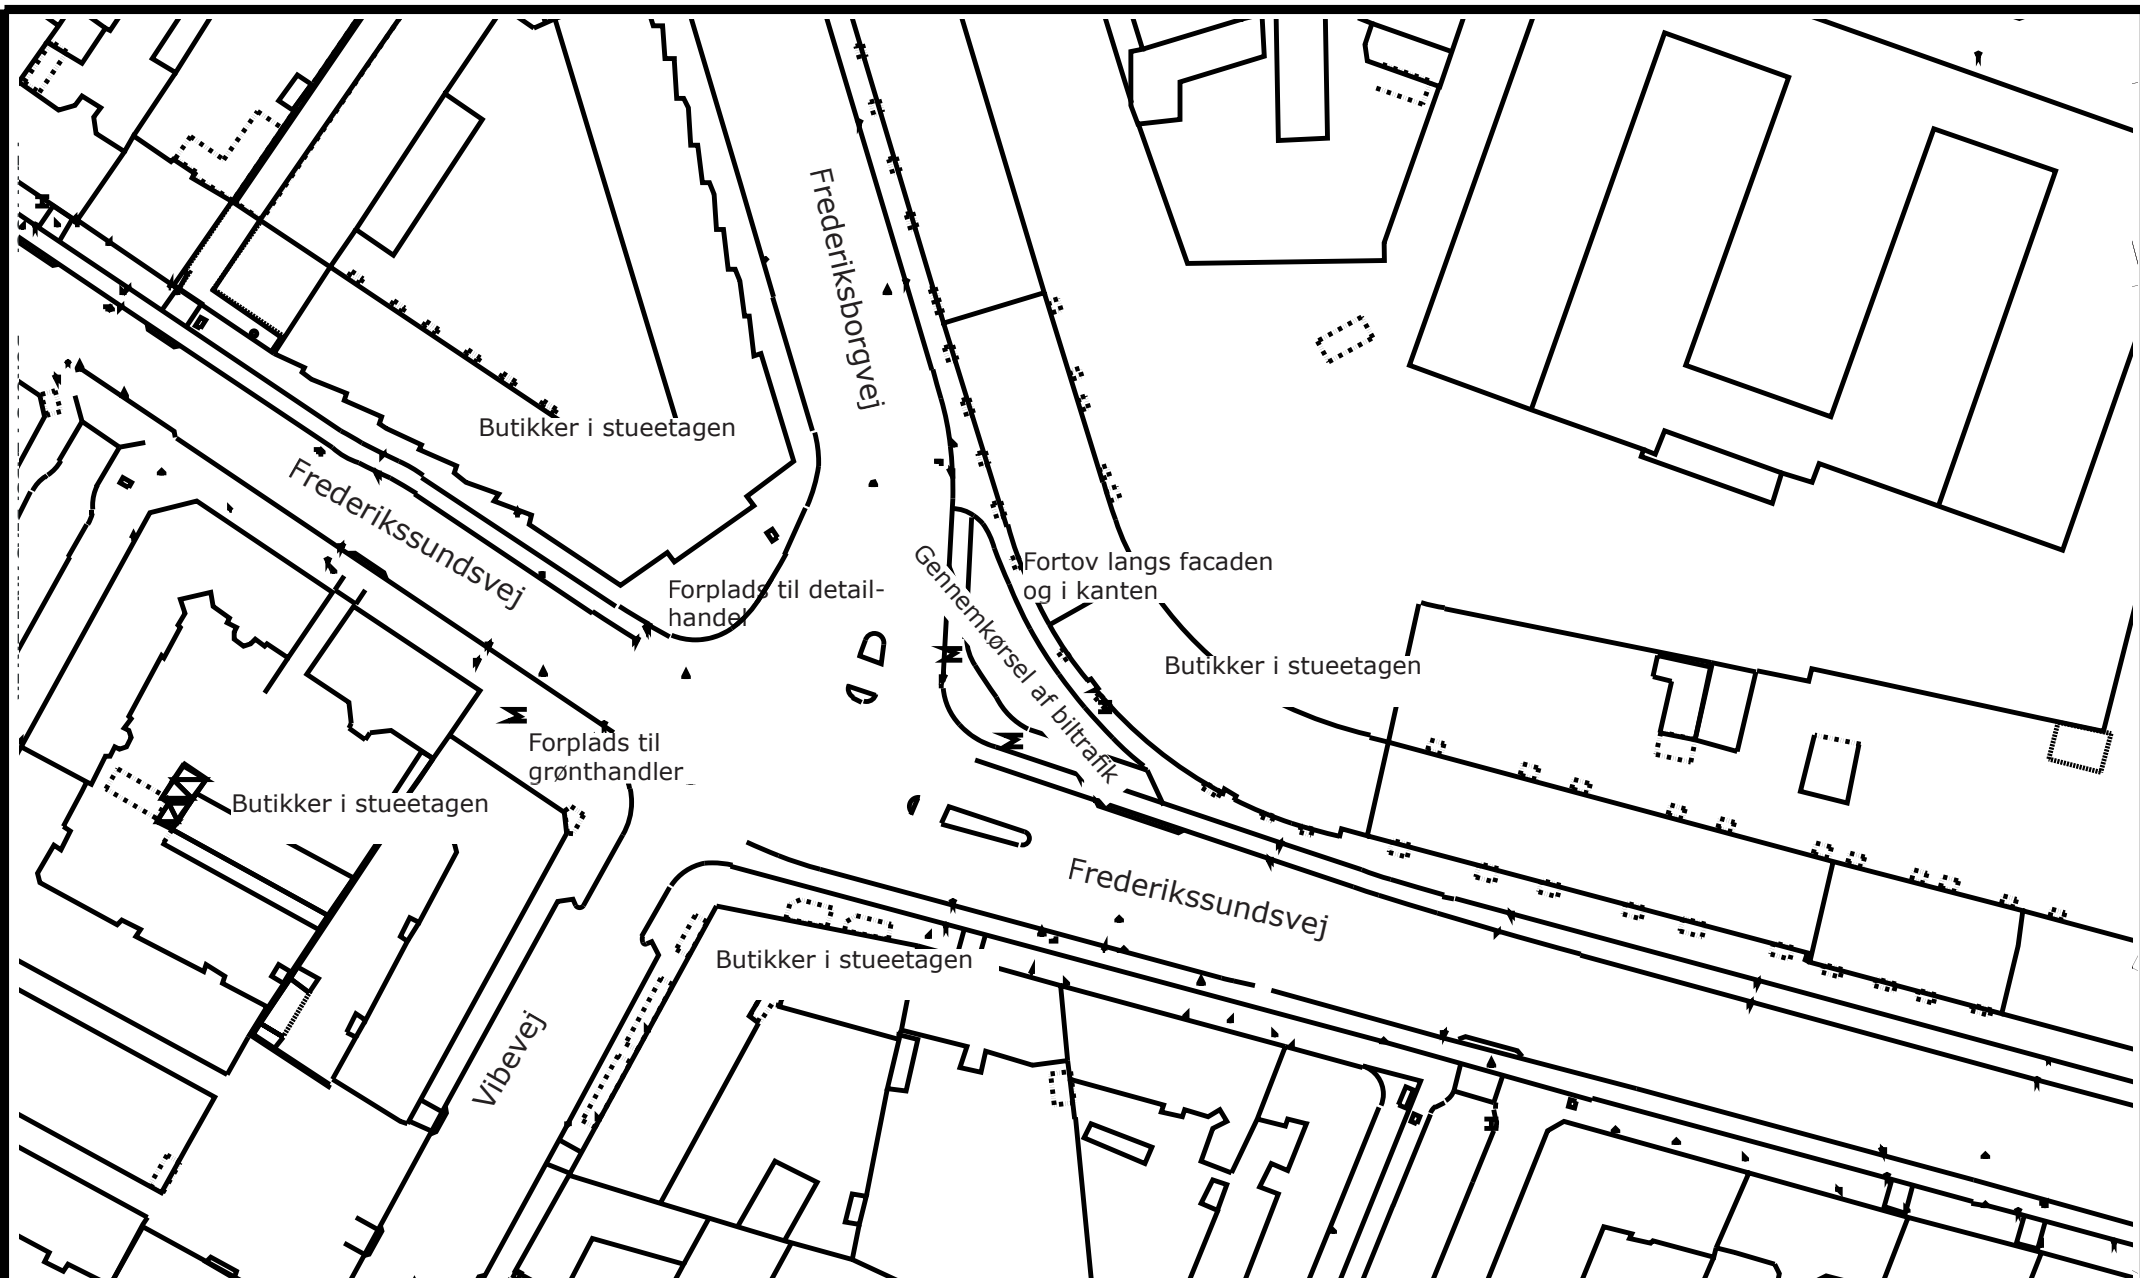 Frederiksborgvej
Butikker i stueetagen
Frederikssundsvej
Forplads til detail-
handel
Gennemkørsel af biltrafik
Fortov langs facaden
og i kanten
Butikker i stueetagen
Forplads til
grønthandler
Butikker i stueetagen
Frederikssundsvej
Butikker i stueetagen
Vibevej